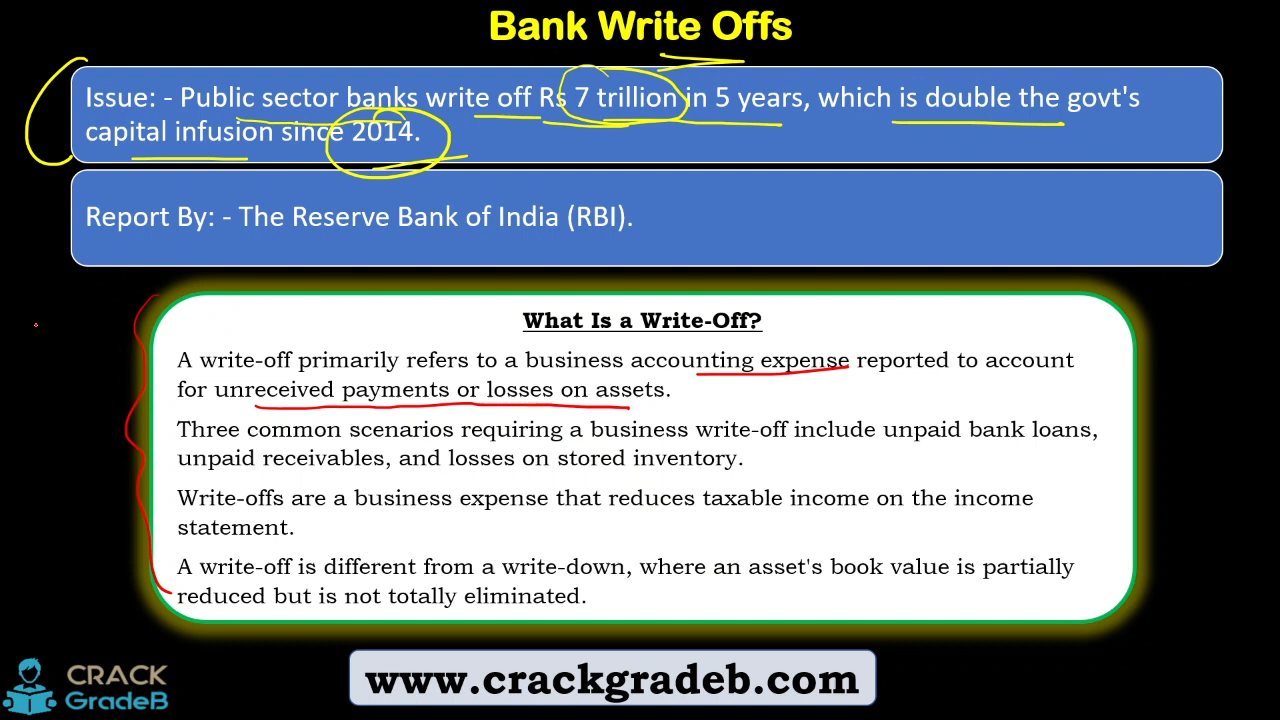 Bank Write Offs
Issue: - Public sector banks write off Rs 7 trillion in 5 years, which is double the govt's
capital infusion since 2014.
Report By: - The Reserve Bank of India (RBI).
What Is a Write-Off?
A write-off primarily refers to a business accounting expense reported to account
for unreceived payments or losses on assets.
Three common scenarios requiring a business write-off include unpaid bank loans,
unpaid receivables, and losses on stored inventory.
Write-offs are a business expense that reduces taxable income on the income
statement.
A write-off is different from a write-down, where an asset's book value is partially
reduced but is not totally eliminated.
CRACK
GradeB
www.crackgradeb.com